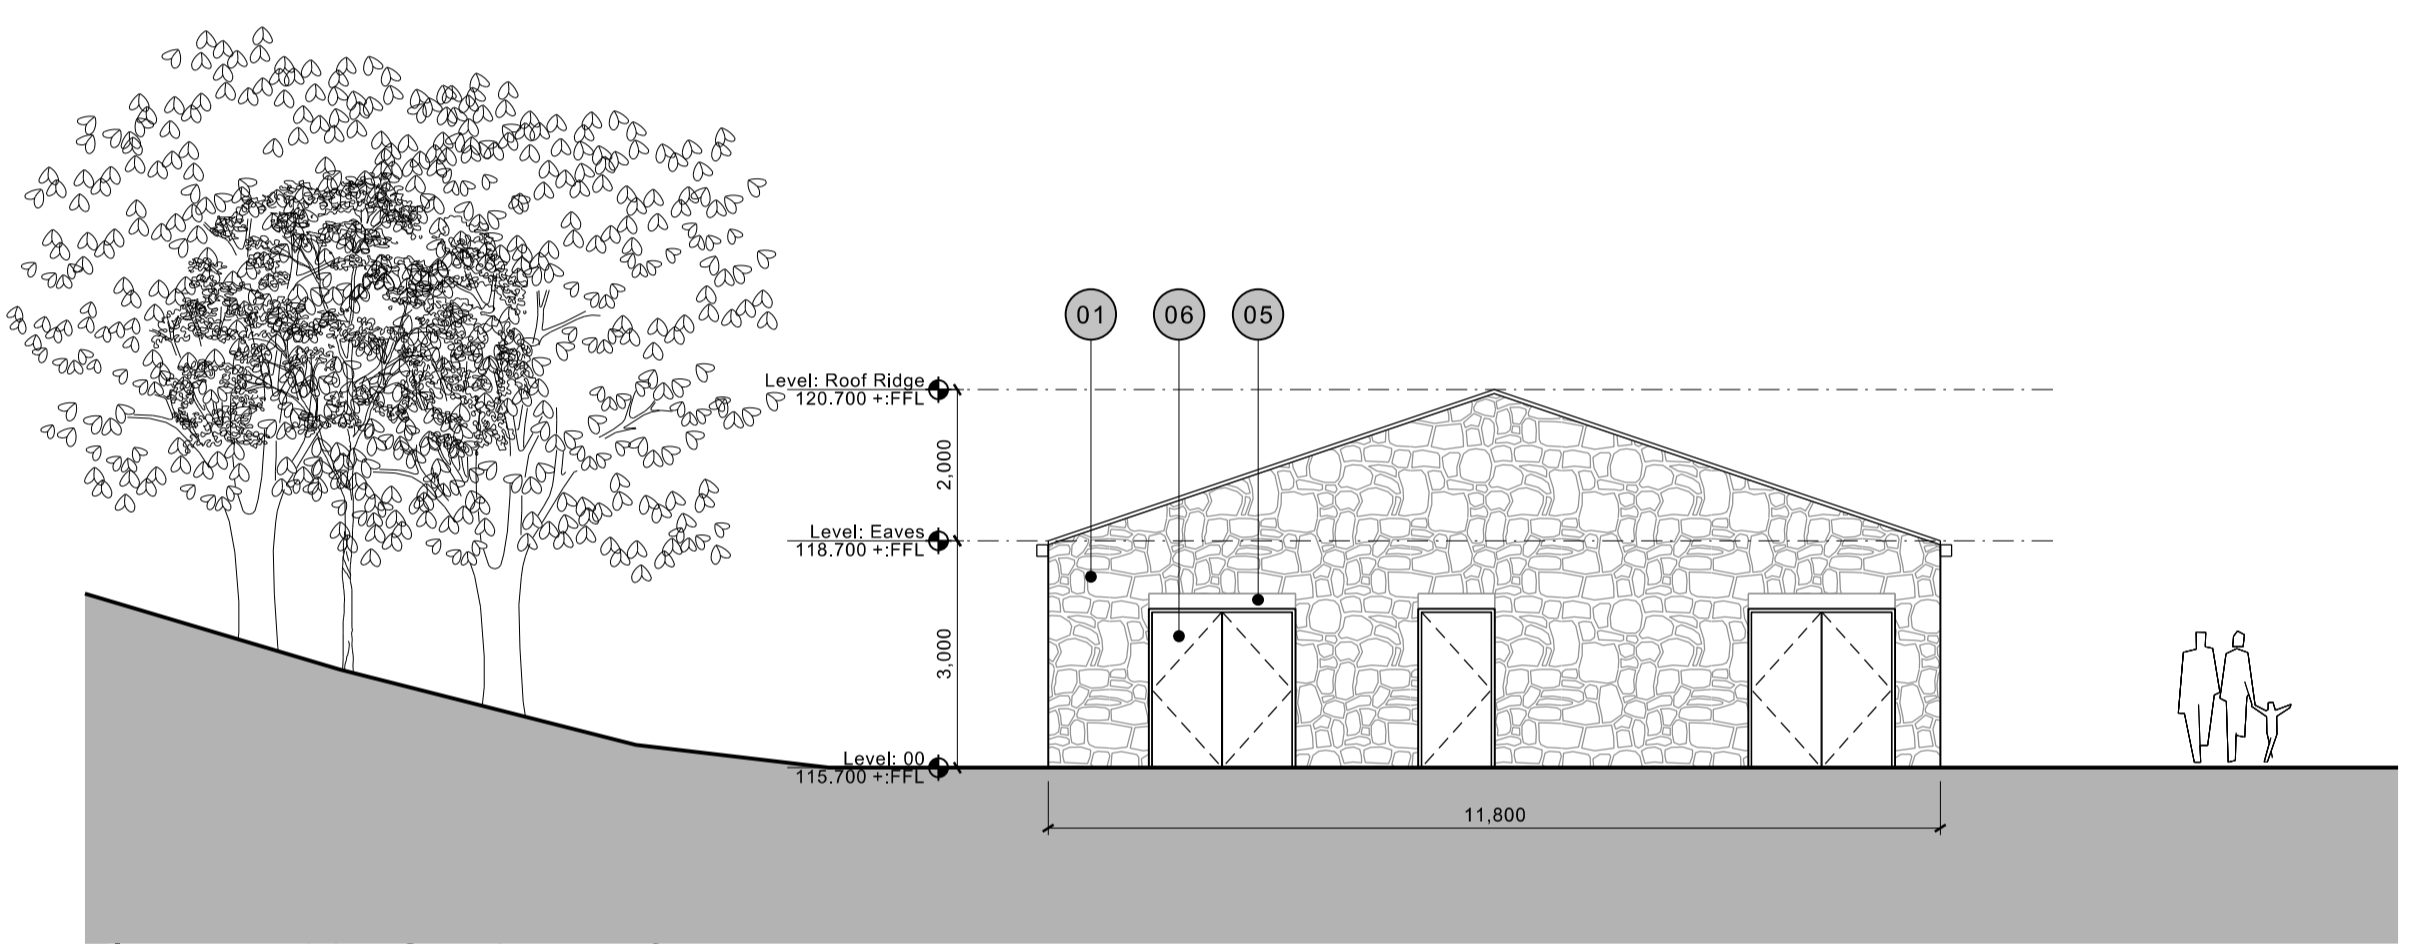 01 06 05
Level: Roof Ridge
120.700 +:FFL
2,000
Level: Eaves
118.700 +:FFL
3,000
Level: 00
115.700 +:FFL
11,800